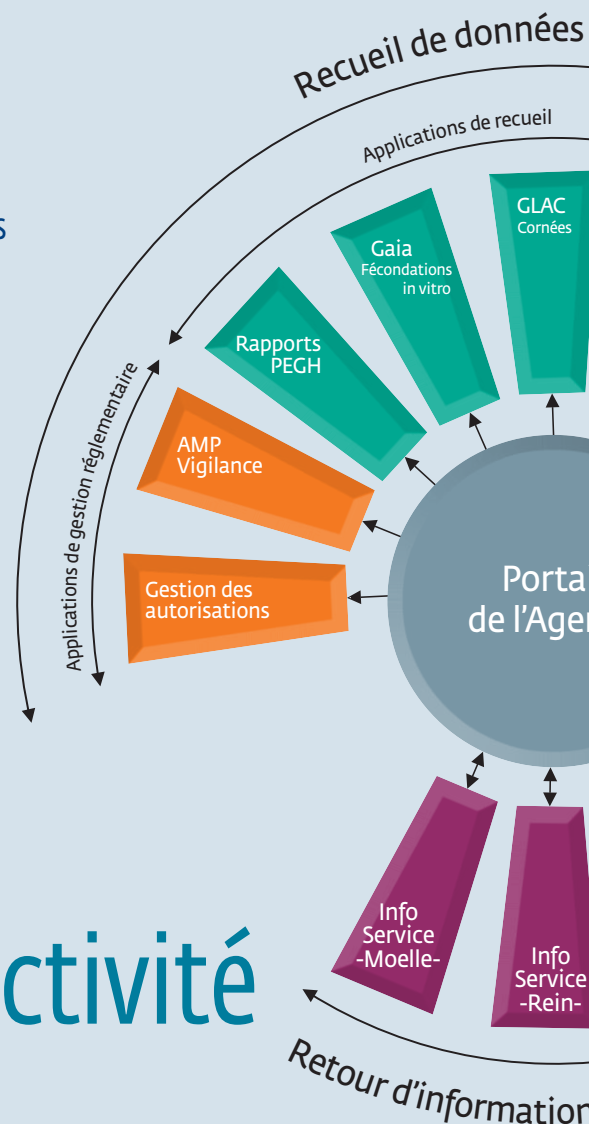 Recueil de données
Applications de recueil
s
GLAC
Cornées
Gaia
Fécondations
in vitro
Rapports
PEGH
Applications de gestion réglementaire
AMP
Vigilance
Gestion des
autorisations
Porta
de l'Agen
Info
Service
-Moelle-
Info
Service
-Rein-
ctivité
Retour d'information